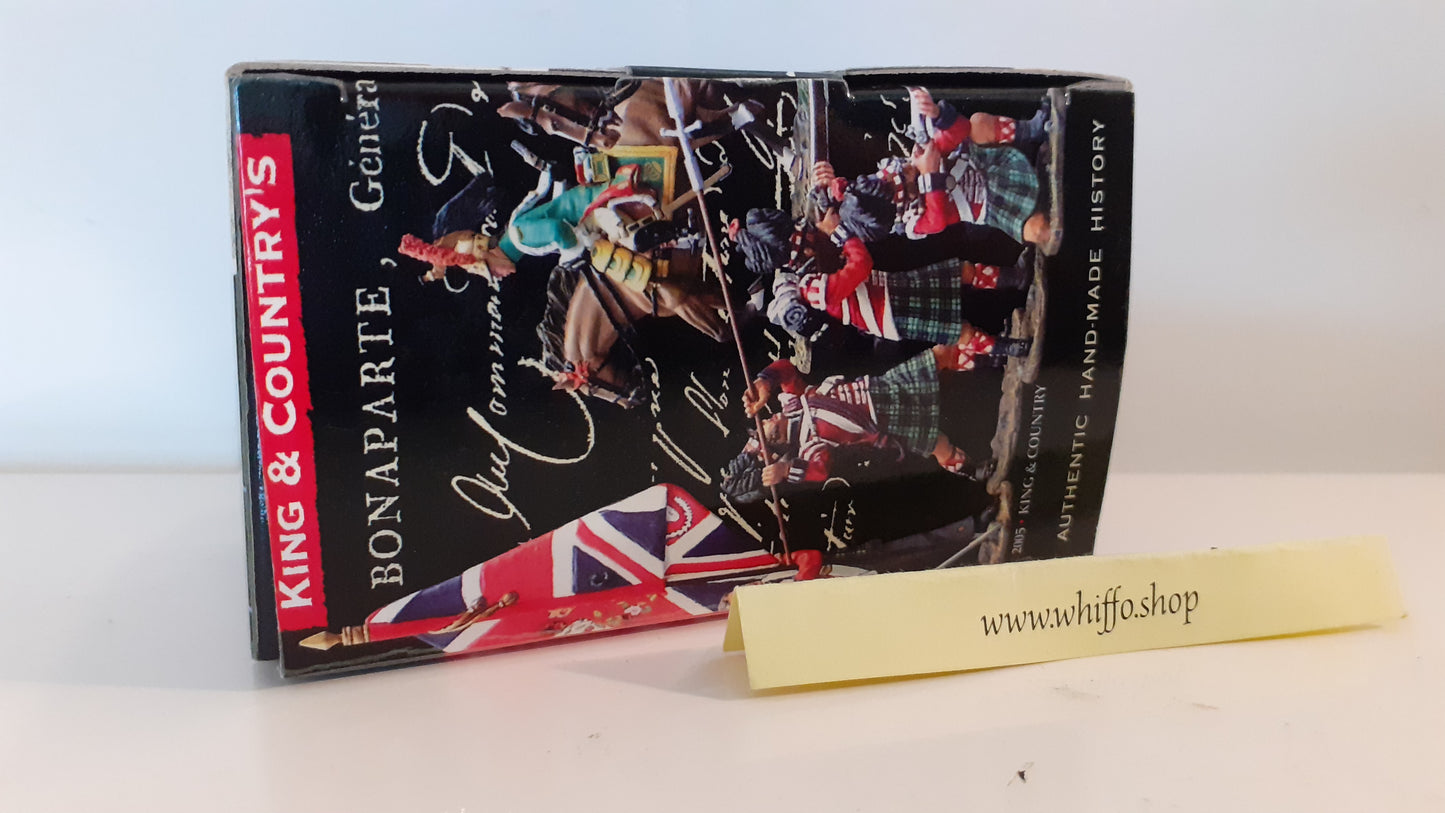 KING & COUNTRY'S
BONAPARTE, Généra
2005 • KING & COUNTRY
AUTHENTIC HAND-MADE HISTORY
www.whiffo.shop